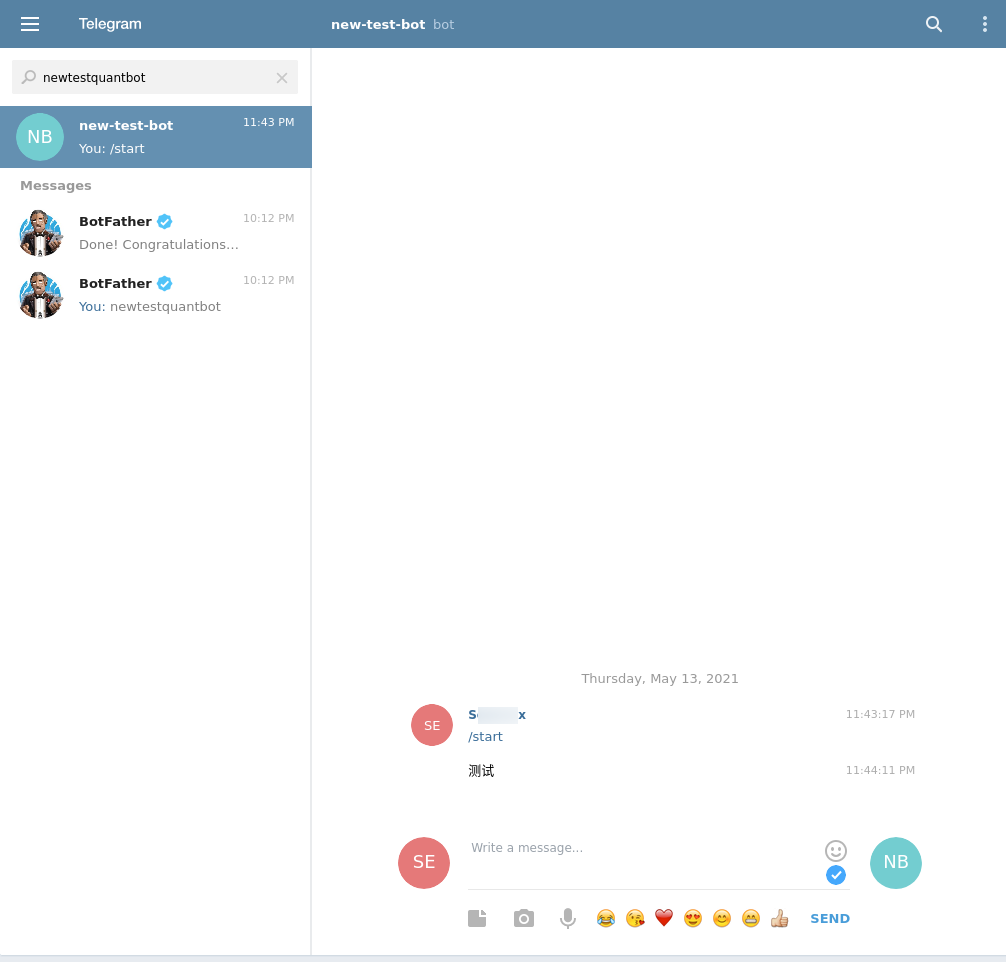 Telegram
new-test-bot bot
newtestquantbot
NB
new-test-bot
11:43 PM
You: /start
Messages
BotFather
10:12 PM
Done! Congratulations...
BotFather
10:12 PM
You: newtestquantbot
Thursday, May 13, 2021
SE
11:43:17 PM
/start
测试
11:44:11 PM
SE
Write a message...
NB
SEND